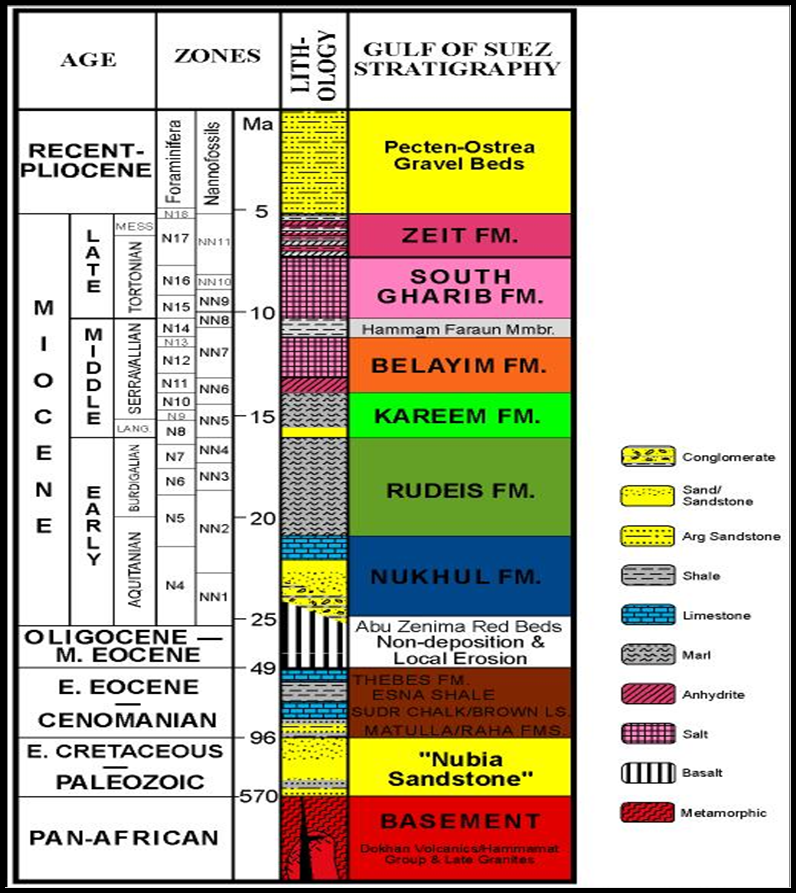 AGE
ZONES
LITH-
OLOGY
GULF OF SUEZ
STRATIGRAPHY
RECENT-
PLIOCENE
Foraminifera
Nannofossils
Ma
Pecten-Ostrea
Gravel Beds
5
MIOCENE
LATE
MESS
TORTONIAN
N18
N17
N16
N15
NN11
NN10
NN9
ZEIT FM.
SOUTH
GHARIB FM.
10
MIDDLE
SERRAVALLIAN
LANG.
N14
N13
N12
N11
N10
N9
N8
NN8
NN7
NN6
NN5
Hammam Faraun Mmbr.
BELAYIM FM.
KAREEM FM.
15
EARLY
BURDIGALIAN
AQUITANIAN
N7
N6
N5
N4
NN4
NN3
NN2
NN1
RUDEIS FM.
20
NUKHUL FM.
25
OLIGOCENE —
M. EOCENE
Abu Zenima Red Beds
Non-deposition &
Local Erosion
49
E. EOCENE
—
CENOMANIAN
THEBES FM.
ESNA SHALE
SUDR CHALK/BROWN LS.
MATULLA/RAHA FMS.
96
E. CRETACEOUS
—
PALEOZOIC
"Nubia
Sandstone"
570
PAN-AFRICAN
BASEMENT
Dokhan Volcanics/Hammamat
Group & Late Granites
Conglomerate
Sand/
Sandstone
Arg Sandstone
Shale
Limestone
Marl
Anhydrite
Salt
Basalt
Metamorphic